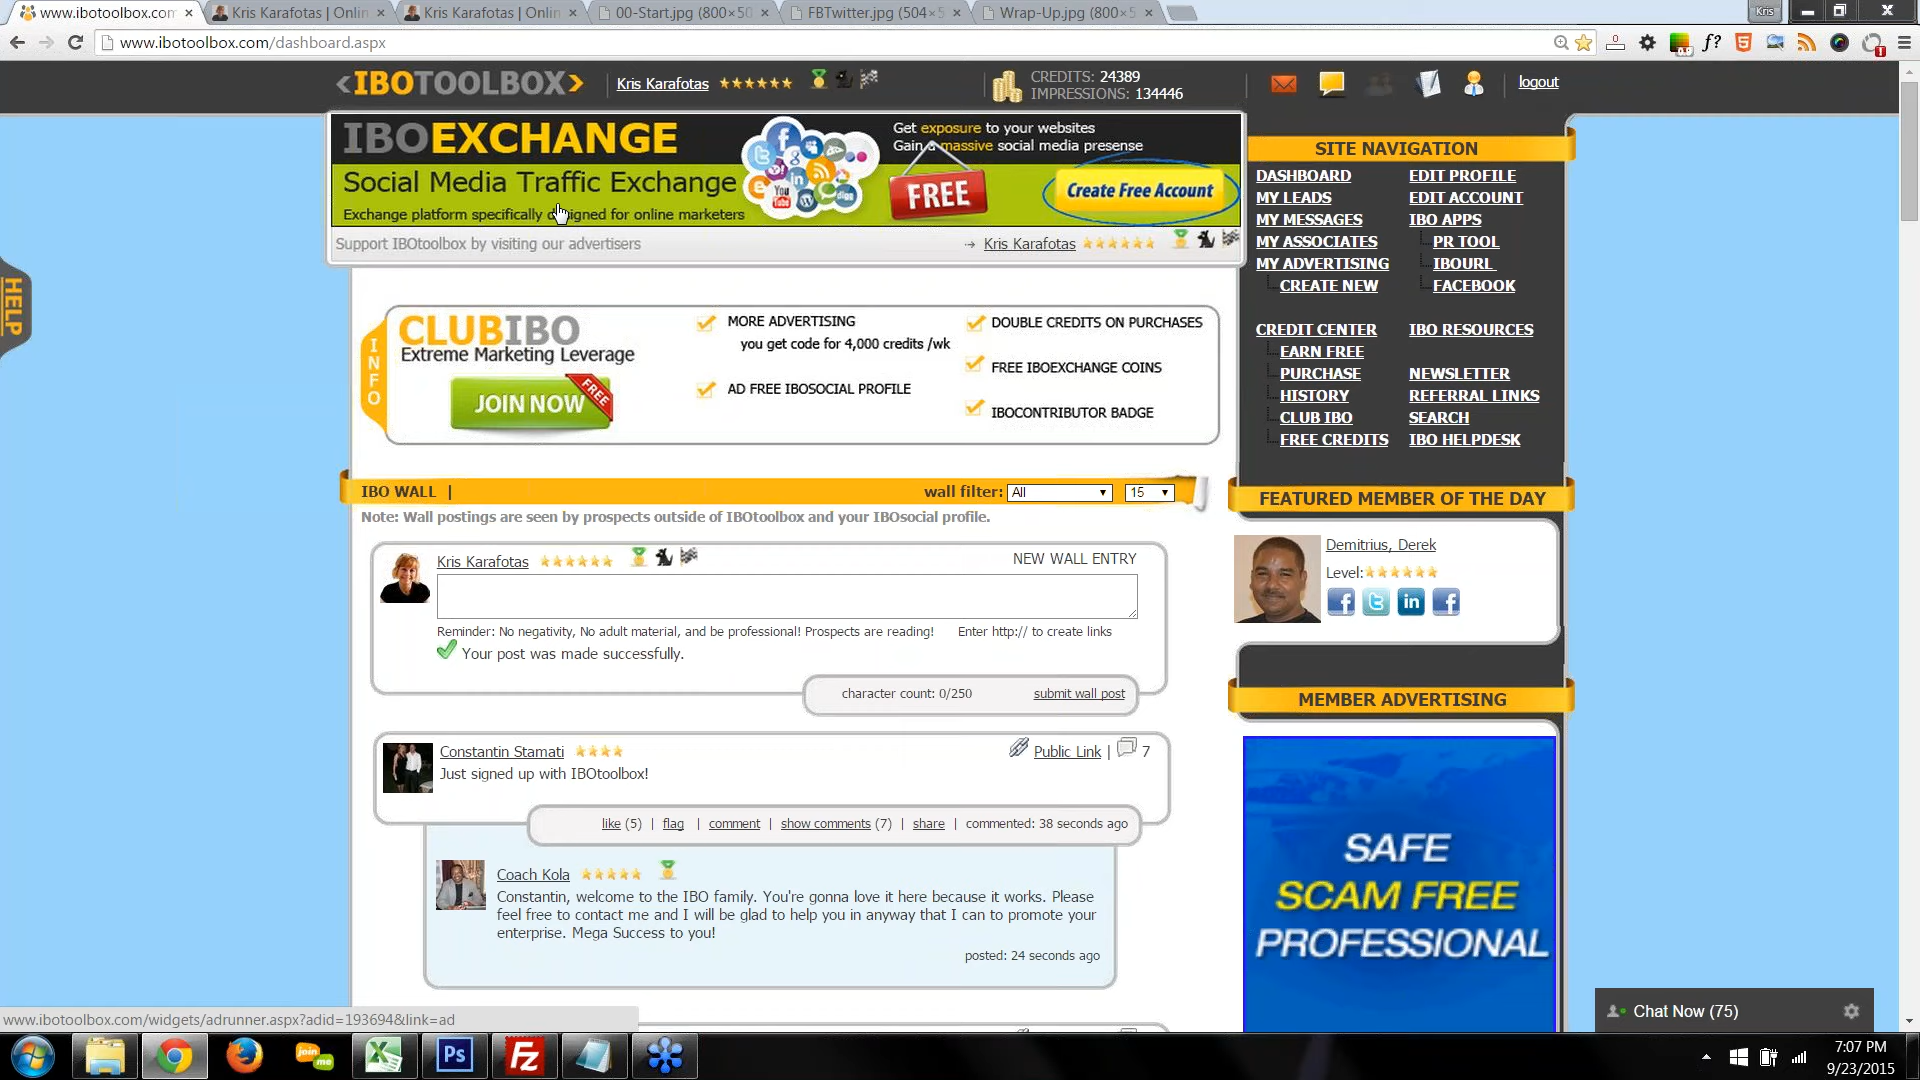 www.ibotoolbox.com
Kris Karafotas | Onlin
Kris Karafotas | Onlin
00-Start.jpg (800×50
FBTwitter.jpg (504×5
Wrap-Up.jpg (800×5
Kris
www.ibotoolbox.com/dashboard.aspx
<IBOTOOLBOX>
Kris Karafotas
CREDITS: 24389
IMPRESSIONS: 134446
logout
IBOEXCHANGE
Social Media Traffic Exchange
Exchange platform specifically designed for online marketers
Get exposure to your websites
Gain a massive social media presense
FREE
Create Free Account
Support IBOtoolbox by visiting our advertisers
Kris Karafotas
HELP
INFO
CLUBIBO
Extreme Marketing Leverage
JOIN NOW
FREE
MORE ADVERTISING
you get code for 4,000 credits /wk
AD FREE IBOSOCIAL PROFILE
DOUBLE CREDITS ON PURCHASES
FREE IBOEXCHANGE COINS
IBOCONTRIBUTOR BADGE
IBO WALL |
wall filter: All 15
Note: Wall postings are seen by prospects outside of IBOtoolbox and your IBOsocial profile.
Kris Karafotas
NEW WALL ENTRY
Reminder: No negativity, No adult material, and be professional! Prospects are reading! Enter http:// to create links
Your post was made successfully.
character count: 0/250 submit wall post
Constantin Stamati
Public Link | 7
Just signed up with IBOtoolbox!
like (5) | flag | comment | show comments (7) | share | commented: 38 seconds ago
Coach Kola
Constantin, welcome to the IBO family. You're gonna love it here because it works. Please
feel free to contact me and I will be glad to help you in anyway that I can to promote your
enterprise. Mega Success to you!
posted: 24 seconds ago
SITE NAVIGATION
DASHBOARD
MY LEADS
MY MESSAGES
MY ASSOCIATES
MY ADVERTISING
CREATE NEW
CREDIT CENTER
EARN FREE
PURCHASE
HISTORY
CLUB IBO
FREE CREDITS
EDIT PROFILE
EDIT ACCOUNT
IBO APPS
PR TOOL
IBOURL
FACEBOOK
IBO RESOURCES
NEWSLETTER
REFERRAL LINKS
SEARCH
IBO HELPDESK
FEATURED MEMBER OF THE DAY
Demitrius, Derek
Level:
MEMBER ADVERTISING
SAFE
SCAM FREE
PROFESSIONAL
Chat Now (75)
www.ibotoolbox.com/widgets/adrunner.aspx?adid=193694&link=ad
join me
Ps
Fz
7:07 PM
9/23/2015